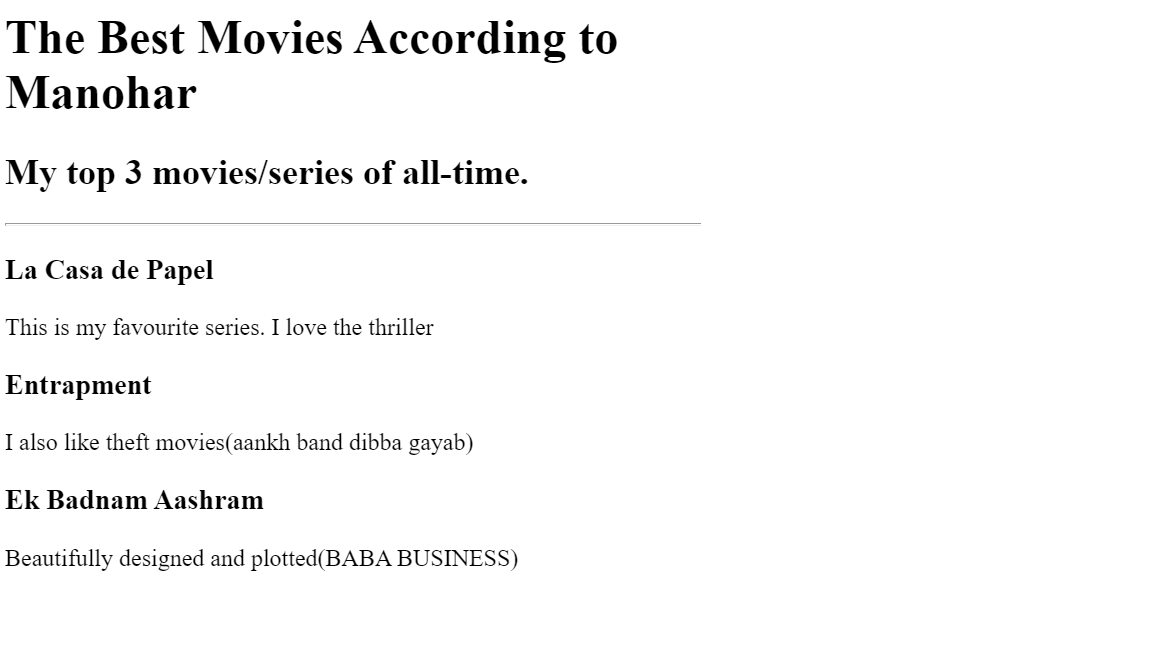 The Best Movies According to
Manohar
My top 3 movies/series of all-time.
La Casa de Papel
This is my favourite series. I love the thriller
Entrapment
I also like theft movies(aankh band dibba gayab)
Ek Badnam Aashram
Beautifully designed and plotted(BABA BUSINESS)